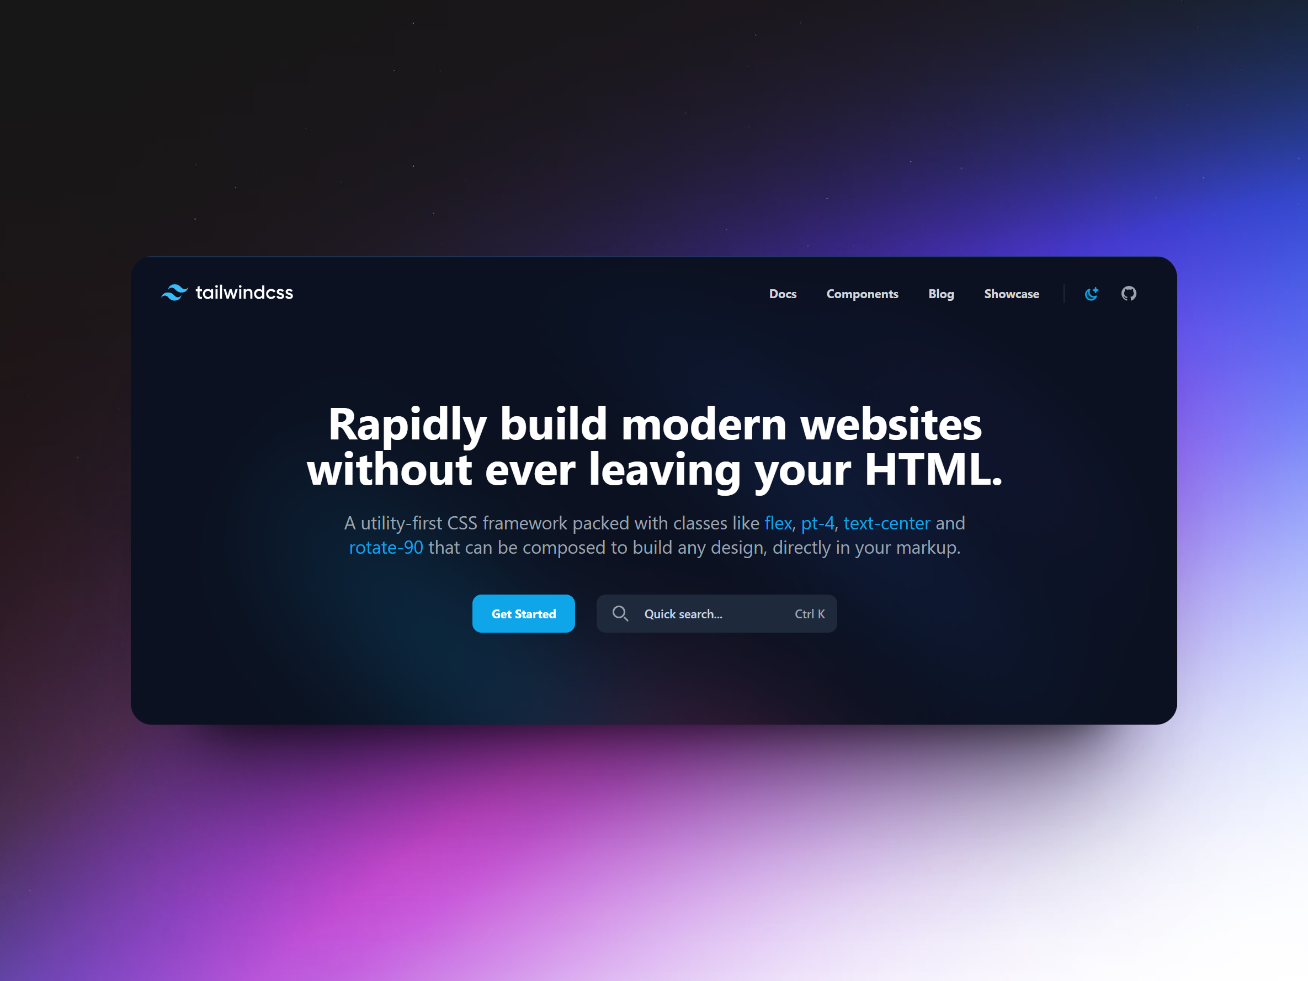 tailwindcss
Docs Components Blog Showcase
Rapidly build modern websites
without ever leaving your HTML.
A utility-first CSS framework packed with classes like flex, pt-4, text-center and
rotate-90 that can be composed to build any design, directly in your markup.
Get Started Quick search... Ctrl K